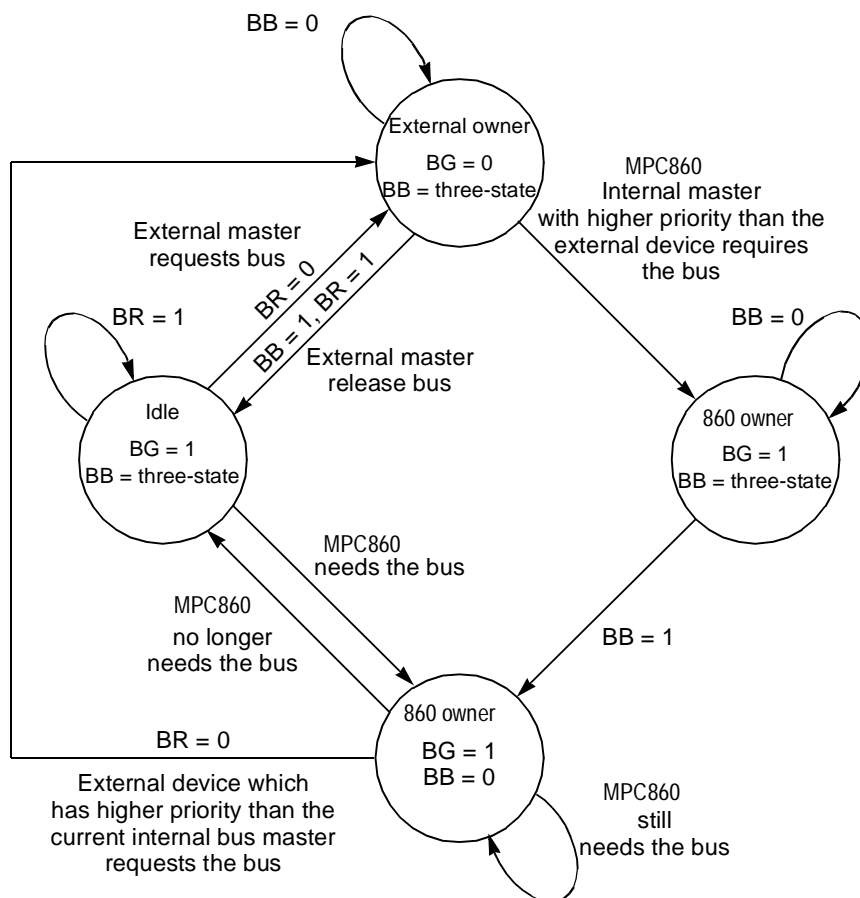 BB = 0
External owner
BG = 0
BB = three-state
MPC860
Internal master
with higher priority than the
external device requires
the bus
External master
requests bus
BR = 0
BB = 1, BR = 1
External master
release bus
BR = 1
Idle
BG = 1
BB = three-state
BB = 0
860 owner
BG = 1
BB = three-state
MPC860
needs the bus
MPC860
no longer
needs the bus
BB = 1
860 owner
BG = 1
BB = 0
BR = 0
External device which
has higher priority than the
current internal bus master
requests the bus
MPC860
still
needs the bus